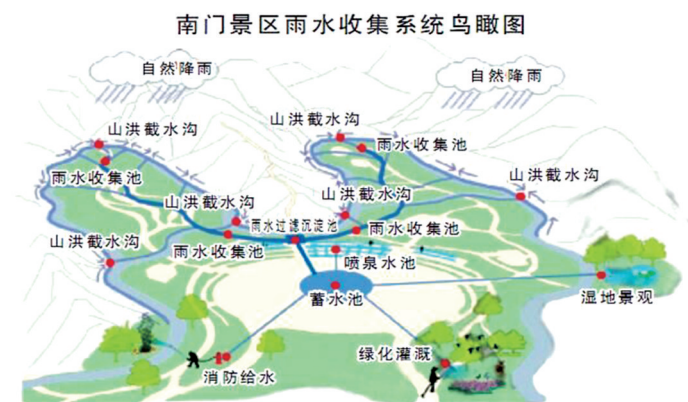 南门景区雨水收集系统鸟瞰图
自然降雨
自然降雨
山洪截水沟
山洪截水沟
雨水收集池
雨水收集池
山洪截水沟
山洪截水沟
山洪截水沟
雨水过滤沉淀池
雨水收集池
山洪截水沟
雨水收集池
喷泉水池
蓄水池
湿地景观
绿化灌溉
消防给水